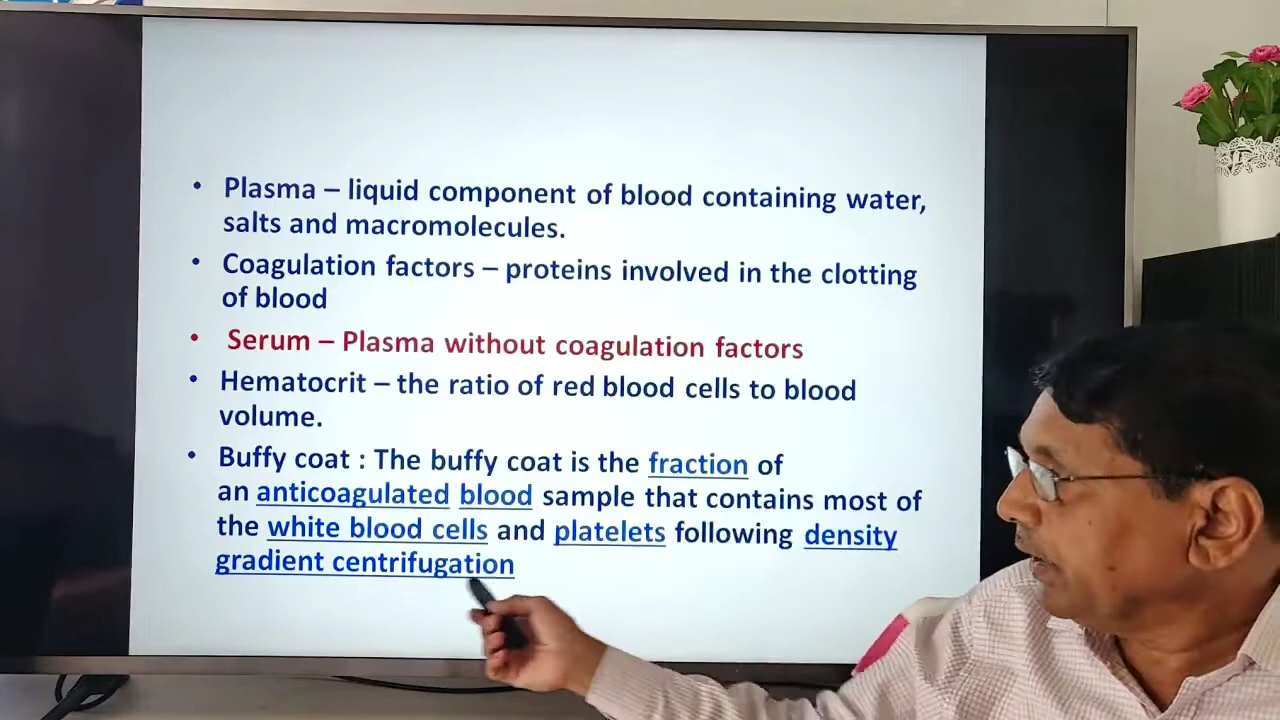 • Plasma – liquid component of blood containing water,
salts and macromolecules.
• Coagulation factors – proteins involved in the clotting
of blood
• Serum – Plasma without coagulation factors
• Hematocrit – the ratio of red blood cells to blood
volume.
• Buffy coat : The buffy coat is the fraction of
an anticoagulated blood sample that contains most of
the white blood cells and platelets following density
gradient centrifugation